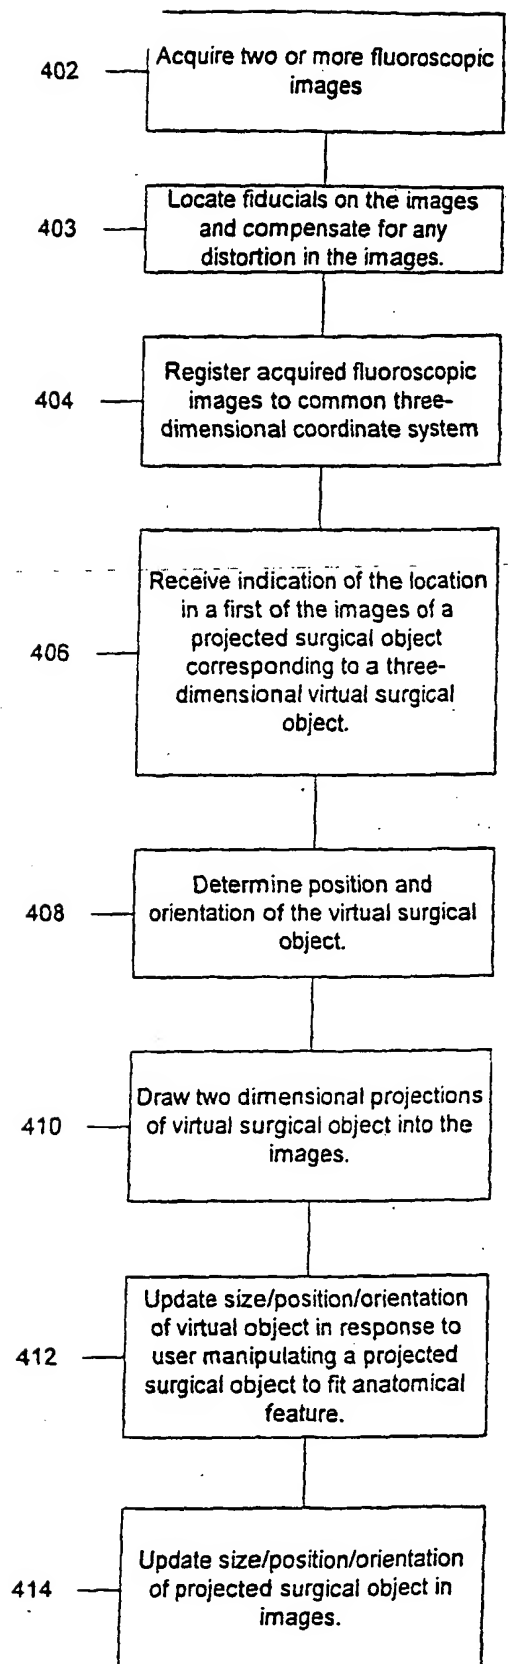 402
Acquire two or more fluoroscopic
images
403
Locate fiducials on the images
and compensate for any
distortion in the images.
404
Register acquired fluoroscopic
images to common three-
dimensional coordinate system
406
Receive indication of the location
in a first of the images of a
projected surgical object
corresponding to a three-
dimensional virtual surgical
object.
408
Determine position and
orientation of the virtual surgical
object.
410
Draw two dimensional projections
of virtual surgical object into the
images.
412
Update size/position/orientation
of virtual object in response to
user manipulating a projected
surgical object to fit anatomical
feature.
414
Update size/position/orientation
of projected surgical object in
images.